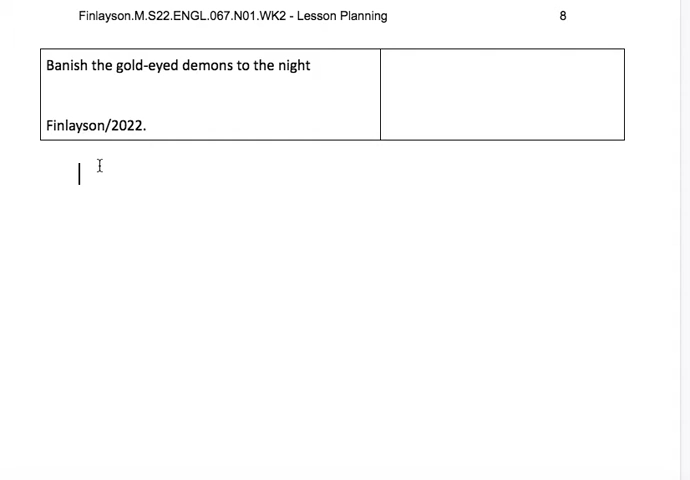 Finlayson.M.S22.ENGL.067.N01.WK2 - Lesson Planning 8
Banish the gold-eyed demons to the night
Finlayson/2022.